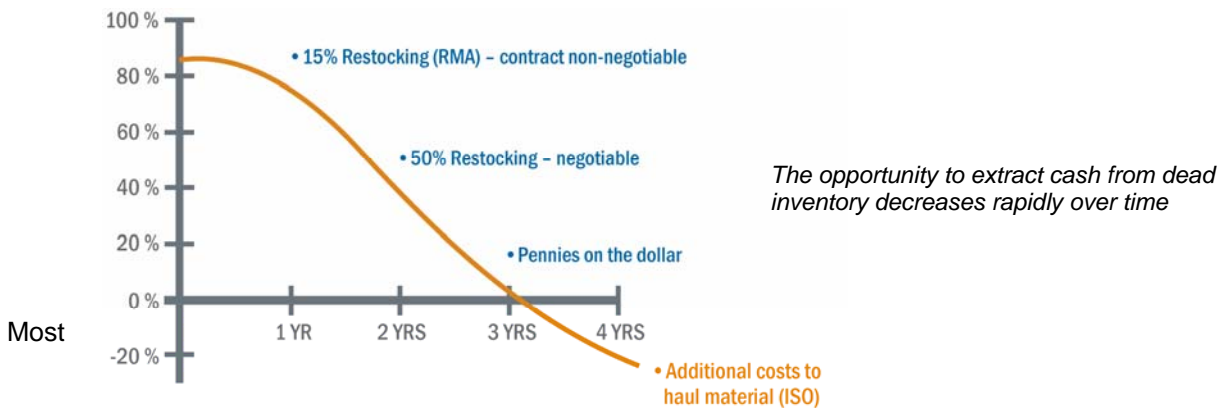 100 %
• 15% Restocking (RMA) – contract non-negotiable
80 %
60 %
• 50% Restocking – negotiable
40 %
The opportunity to extract cash from dead
inventory decreases rapidly over time
20 %
• Pennies on the dollar
0 %
Most
1 YR 2 YRS 3 YRS 4 YRS
-20 %
• Additional costs to
haul material (ISO)